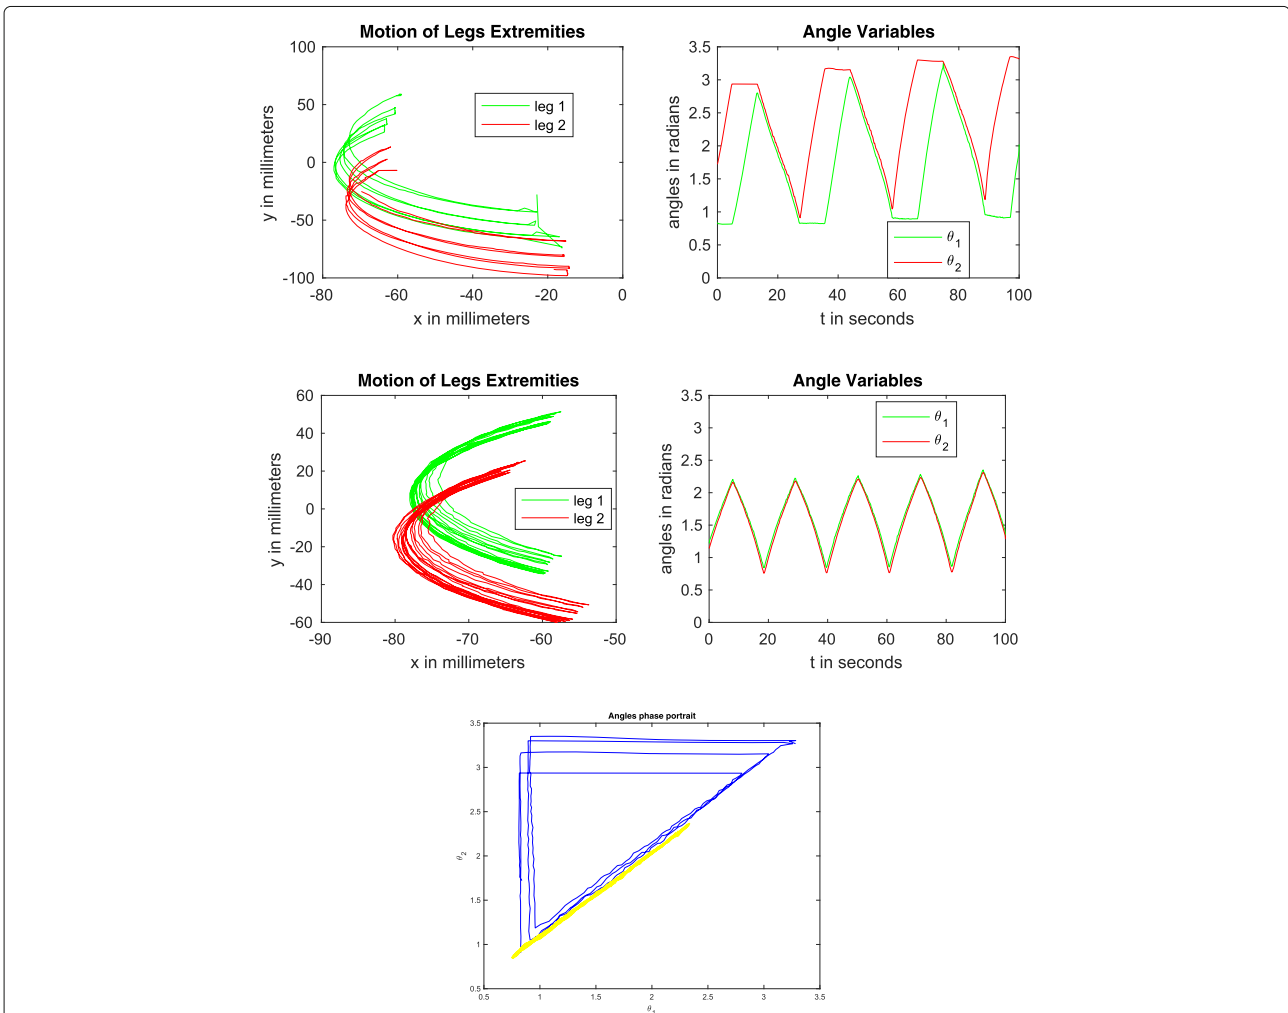 Motion of Legs Extremities
100
50
0
-50
-100
-80 -60 -40 -20 0
y in millimeters
x in millimeters
leg 1
leg 2
Angle Variables
3.5
3
2.5
2
1.5
1
0.5
0
0 20 40 60 80 100
angles in radians
t in seconds
θ1
θ2
Motion of Legs Extremities
60
40
20
0
-20
-40
-60
-90 -80 -70 -60 -50
y in millimeters
x in millimeters
leg 1
leg 2
Angle Variables
3.5
3
2.5
2
1.5
1
0.5
0
0 20 40 60 80 100
angles in radians
t in seconds
θ1
θ2
Angles phase portrait
3.5
3
2.5
2
1.5
1
0.5
0.5 1 1.5 2 2.5 3 3.5
θ2